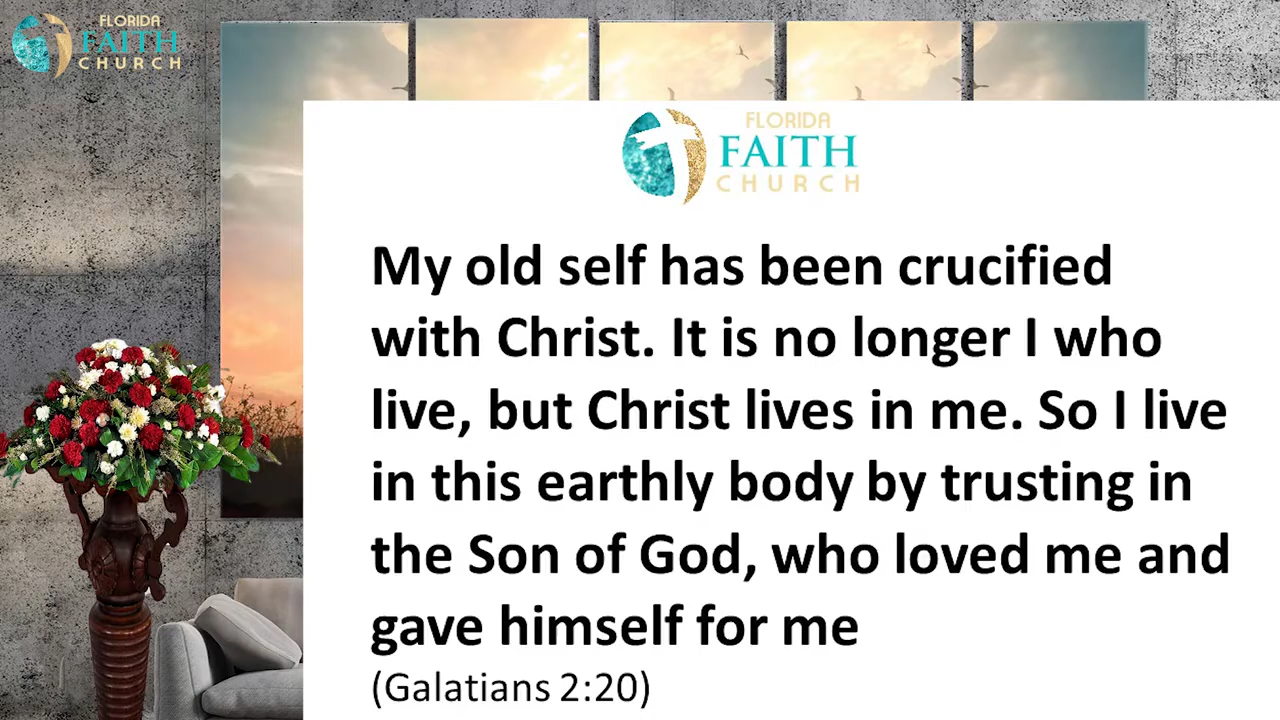 FLORIDA
FAITH
CHURCH
FLORIDA
FAITH
CHURCH
My old self has been crucified
with Christ. It is no longer I who
live, but Christ lives in me. So I live
in this earthly body by trusting in
the Son of God, who loved me and
gave himself for me
(Galatians 2:20)